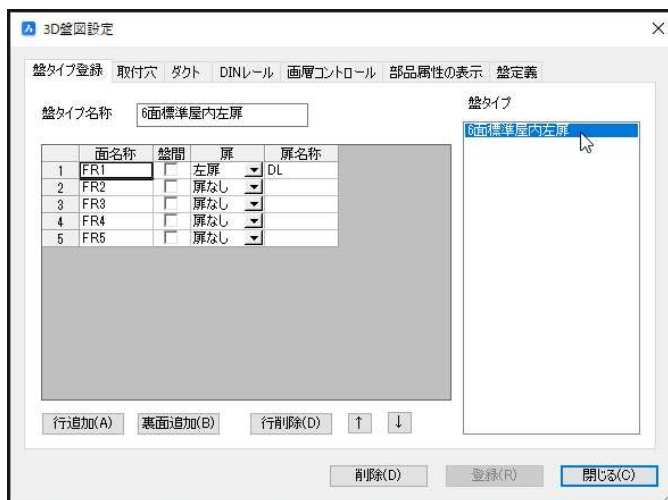 3D盤図設定
盤タイプ登録 取付穴 ダクト DINレール 画層コントロール 部品属性の表示 盤定義
盤タイプ名称 6面標準屋内左扉
盤タイプ
6面標準屋内左扉
面名称 盤間 扉 扉名称
1 FR1 左扉 DL
2 FR2 扉なし
3 FR3 扉なし
4 FR4 扉なし
5 FR5 扉なし
行追加(A) 裏面追加(B) 行削除(D) ↑ ↓
削除(D) 登録(R) 閉じる(C)